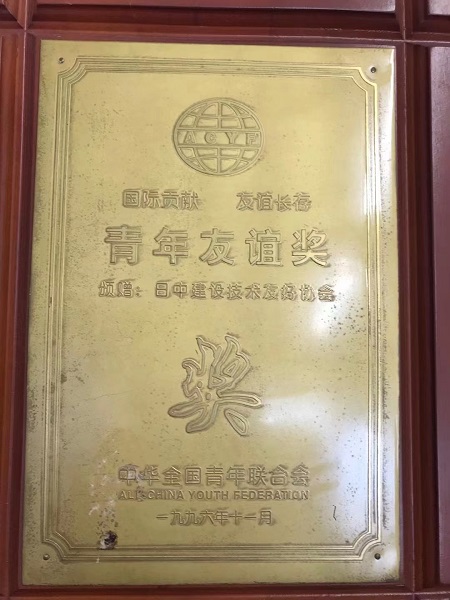 ACYF
国际贡献 友谊长存
青年友谊奖
颁赠：日中建设技术友好协会
奖
中华全国青年联合会
ALL-CHINA YOUTH FEDERATION
一九九六年十一月